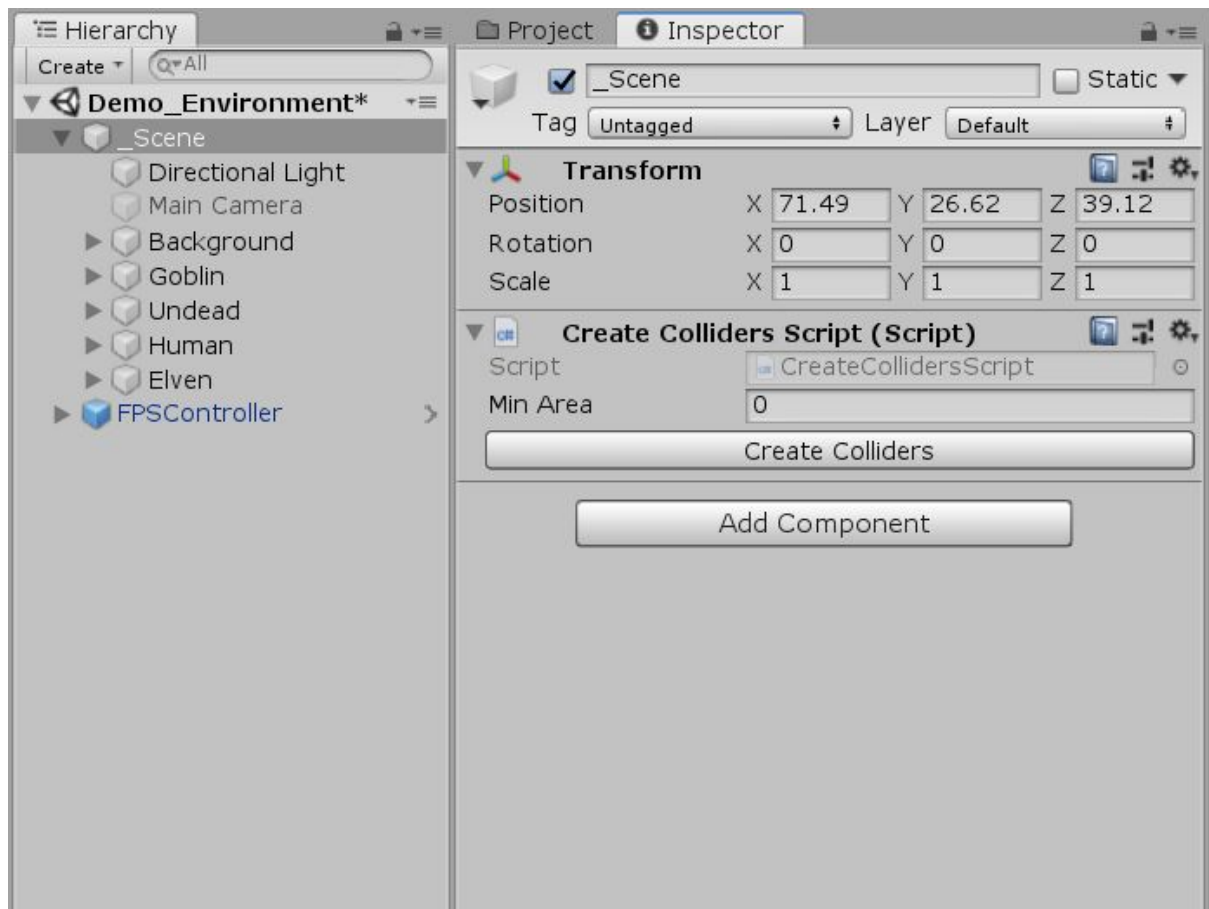 Hierarchy
Create All
Demo_Environment*
_Scene
Directional Light
Main Camera
Background
Goblin
Undead
Human
Elven
FPSController
Project Inspector
_Scene Static
Tag Untagged Layer Default
Transform
Position X 71.49 Y 26.62 Z 39.12
Rotation X 0 Y 0 Z 0
Scale X 1 Y 1 Z 1
c# Create Colliders Script (Script)
Script CreateCollidersScript
Min Area 0
Create Colliders
Add Component